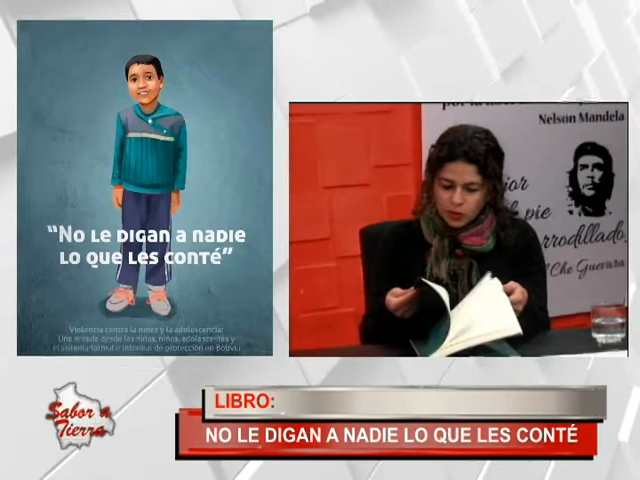 "No le digan a nadie
lo que les conté"
Violencia contra la niñez y la adolescencia:
Una mirada desde las niñas, niños, adolescentes y
el sistema formal e informal de protección en Bolivia
Nelson Mandela
pie
arrodillado
Che Guevara
Sabor a
Tierra
LIBRO:
NO LE DIGAN A NADIE LO QUE LES CONTÉ